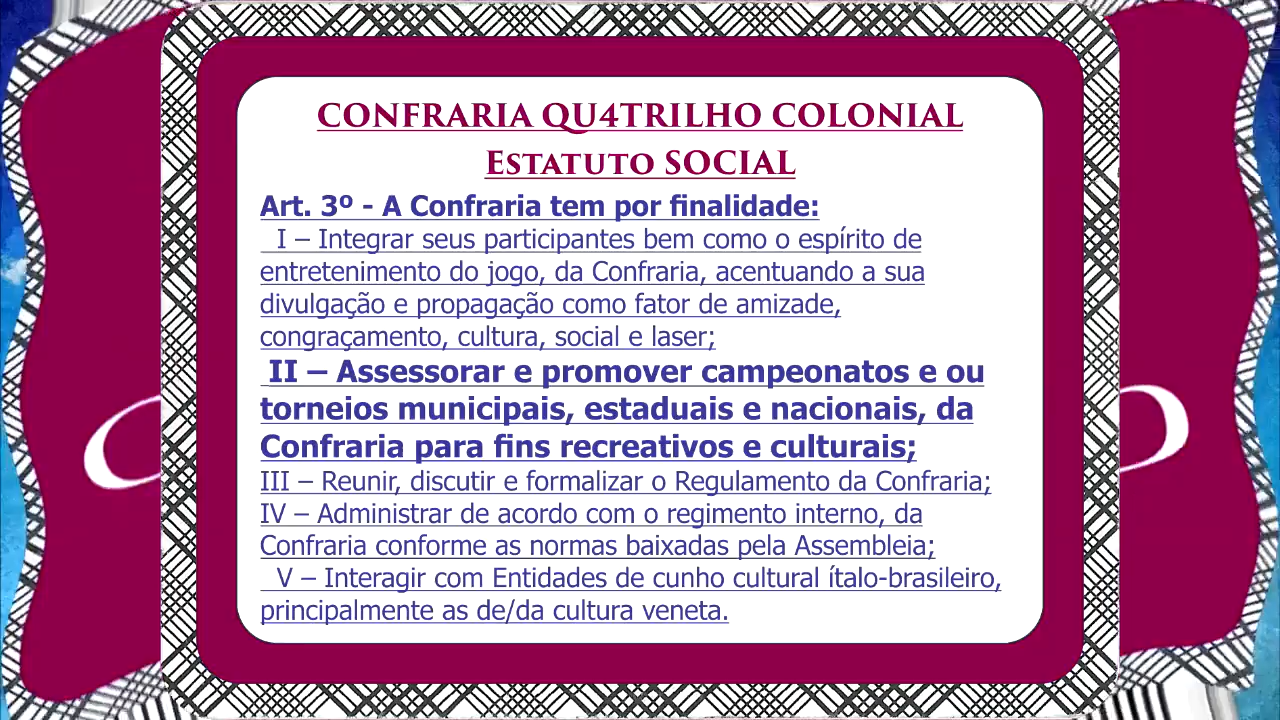 CONFRARIA QU4TRILHO COLONIAL
ESTATUTO SOCIAL
Art. 3º - A Confraria tem por finalidade:
I – Integrar seus participantes bem como o espírito de
entretenimento do jogo, da Confraria, acentuando a sua
divulgação e propagação como fator de amizade,
congraçamento, cultura, social e laser;
II – Assessorar e promover campeonatos e ou
torneios municipais, estaduais e nacionais, da
Confraria para fins recreativos e culturais;
III – Reunir, discutir e formalizar o Regulamento da Confraria;
IV – Administrar de acordo com o regimento interno, da
Confraria conforme as normas baixadas pela Assembleia;
V – Interagir com Entidades de cunho cultural ítalo-brasileiro,
principalmente as de/da cultura veneta.